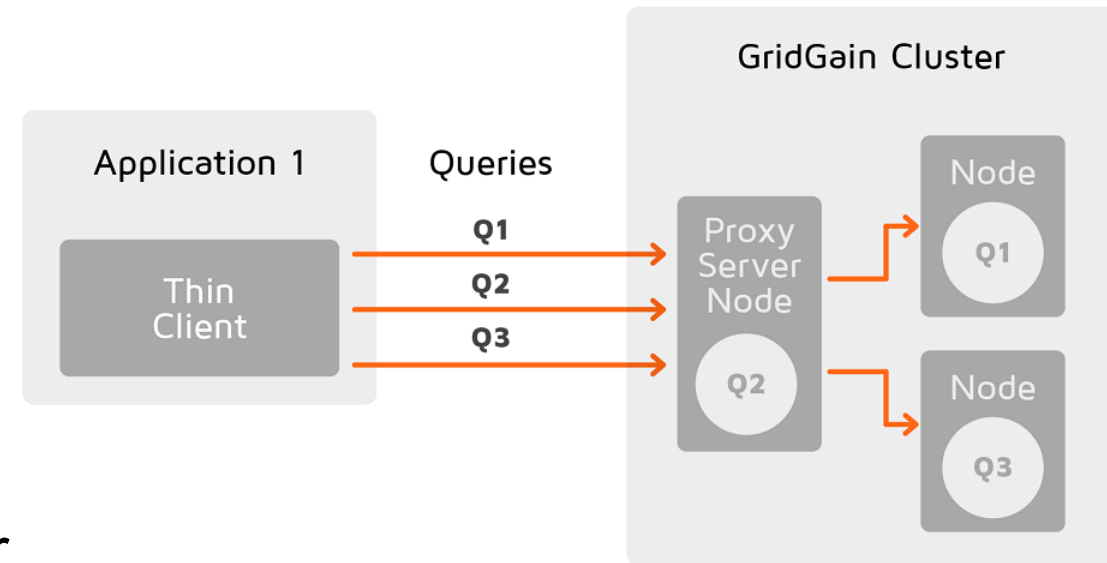 GridGain Cluster
Application 1
Queries
Thin
Client
Q1
Q2
Q3
Proxy
Server
Node
Q2
Node
Q1
Node
Q3